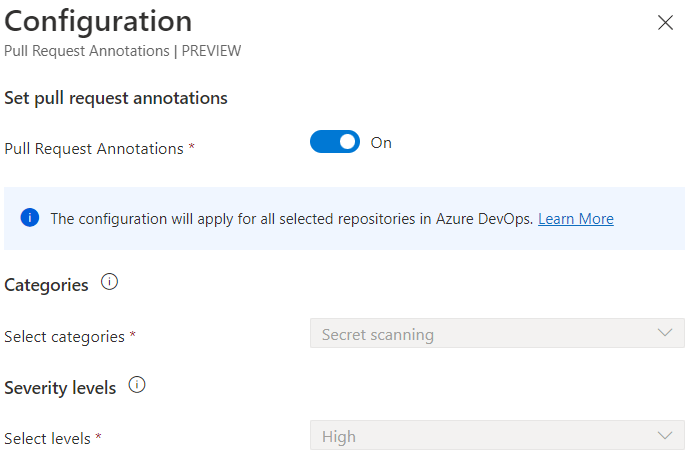 Configuration
Pull Request Annotations | PREVIEW
Set pull request annotations
Pull Request Annotations *
On
The configuration will apply for all selected repositories in Azure DevOps. Learn More
Categories
Select categories *
Secret scanning
Severity levels
Select levels *
High